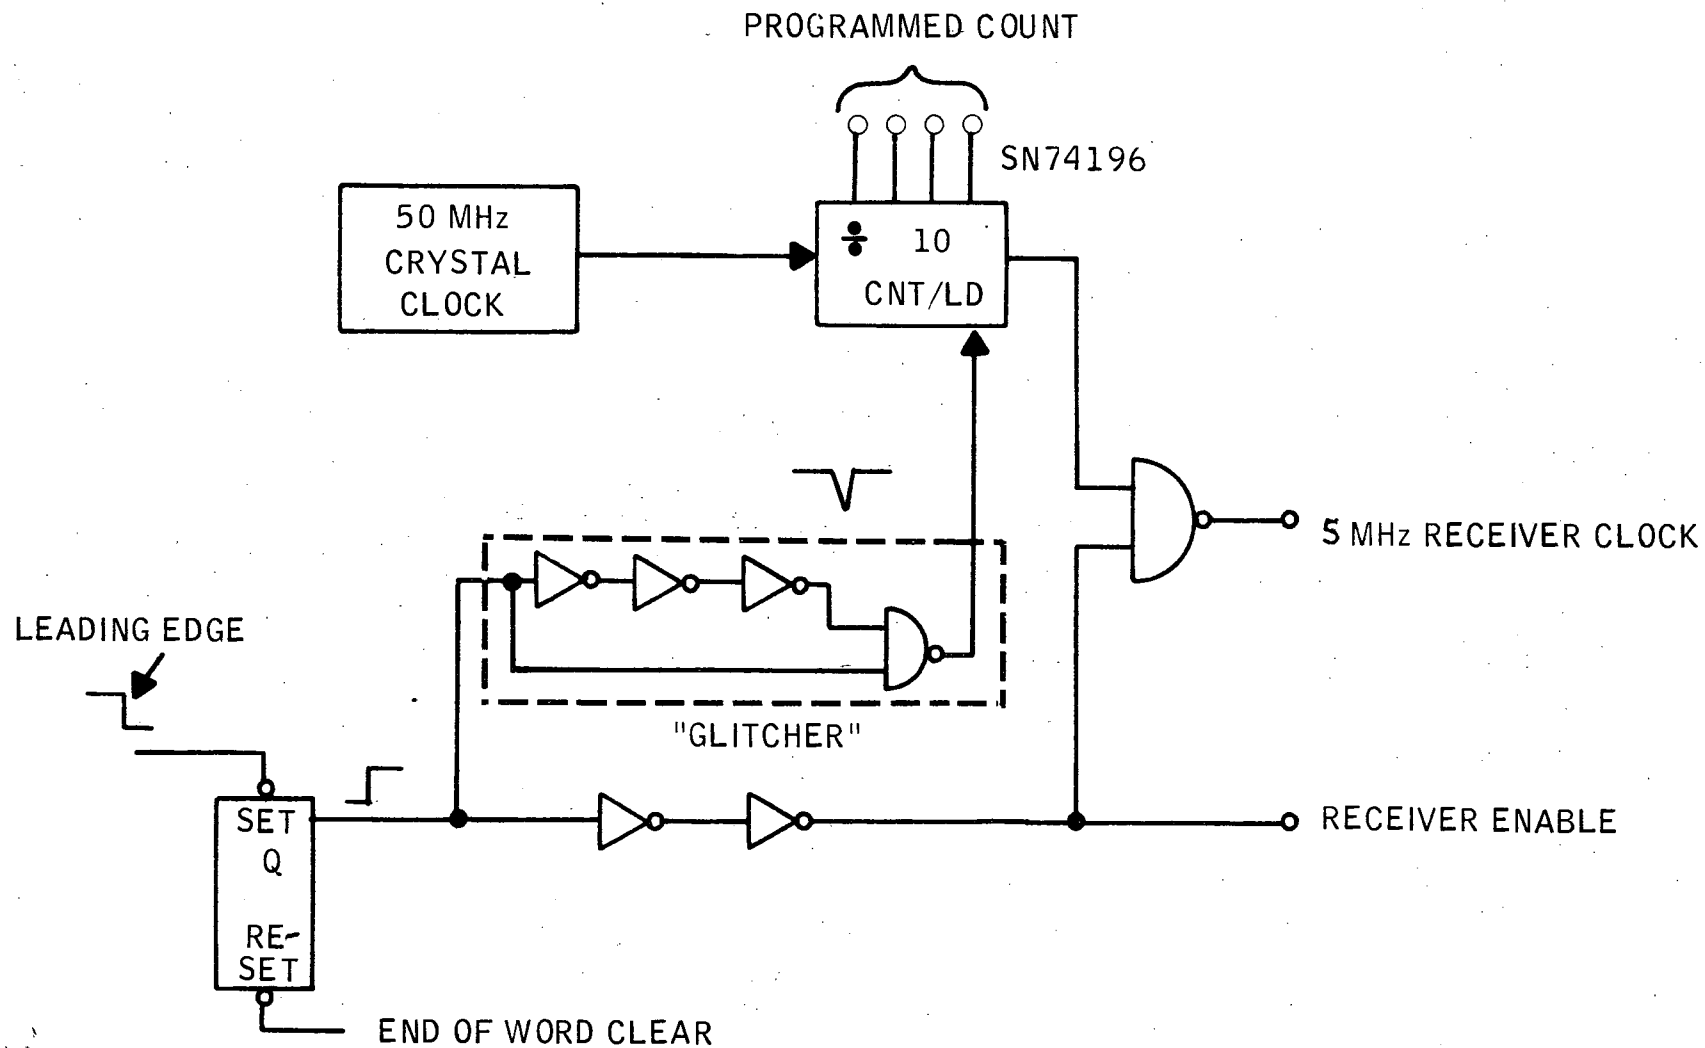 PROGRAMMED COUNT
SN74196
50 MHz
CRYSTAL
CLOCK
÷ 10
CNT/LD
5 MHz RECEIVER CLOCK
LEADING EDGE
"GLITCHER"
SET
Q
RE-
SET
RECEIVER ENABLE
END OF WORD CLEAR